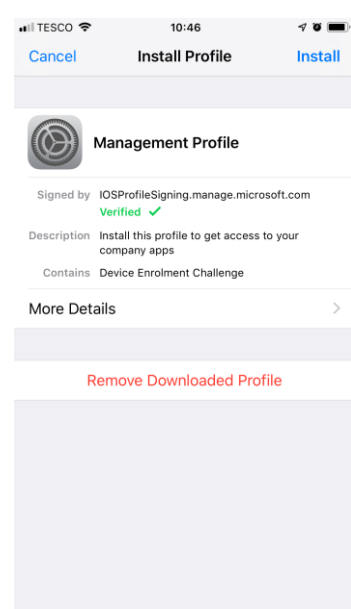 TESCO 10:46
Cancel Install Profile Install
Management Profile
Signed by IOSProfileSigning.manage.microsoft.com
Verified ✓
Description Install this profile to get access to your
company apps
Contains Device Enrolment Challenge
More Details
Remove Downloaded Profile